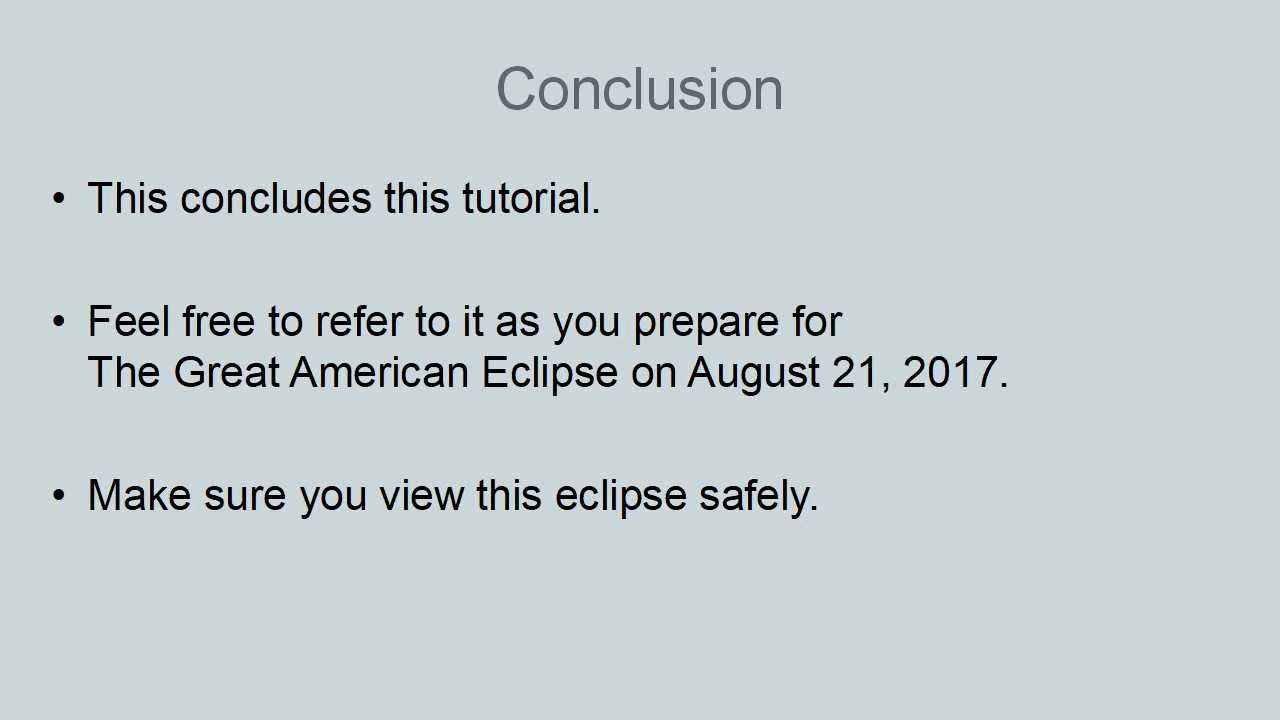 Conclusion
• This concludes this tutorial.
• Feel free to refer to it as you prepare for
The Great American Eclipse on August 21, 2017.
• Make sure you view this eclipse safely.